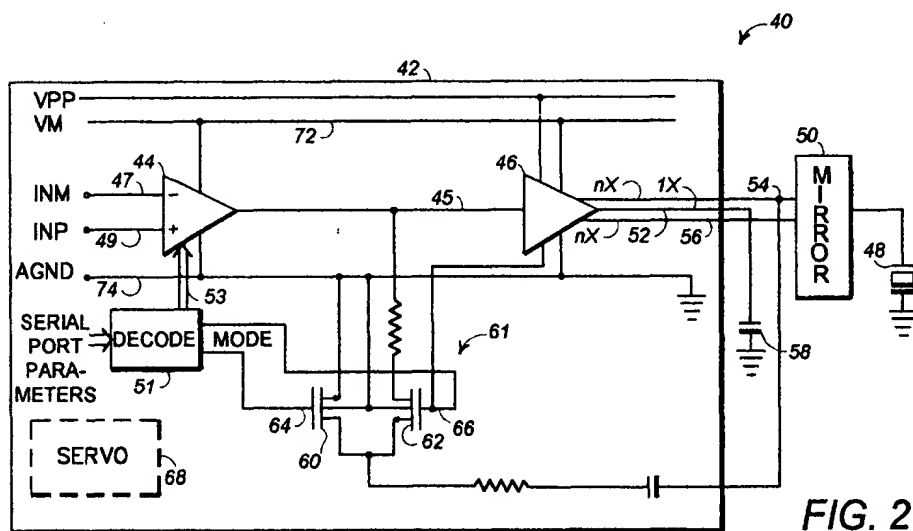 40
42
VPP
VM
72
50
44
46
54
INM
47
nX
1X
45
INP
49
nX
52
56
MIRROR
48
AGND
74
53
SERIAL
PORT
PARA-
METERS
DECODE
MODE
51
61
58
64
60
62
66
SERVO
68
FIG. 2